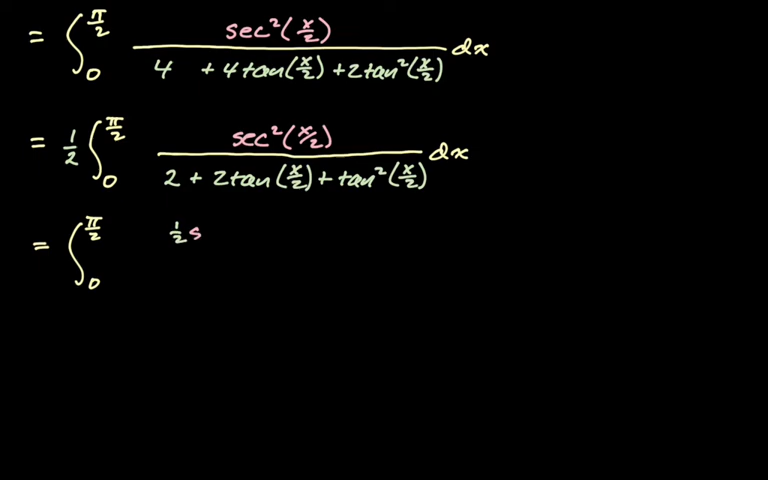 = ∫₀^(π/2) sec²(x/2) / (4 + 4tan(x/2) + 2tan²(x/2)) dx
= 1/2 ∫₀^(π/2) sec²(x/2) / (2 + 2tan(x/2) + tan²(x/2)) dx
= ∫₀^(π/2) 1/2 s